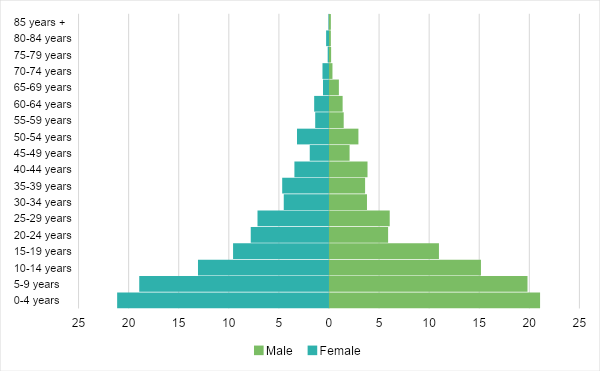 85 years +
80-84 years
75-79 years
70-74 years
65-69 years
60-64 years
55-59 years
50-54 years
45-49 years
40-44 years
35-39 years
30-34 years
25-29 years
20-24 years
15-19 years
10-14 years
5-9 years
0-4 years
25 20 15 10 5 0 5 10 15 20 25
Male Female